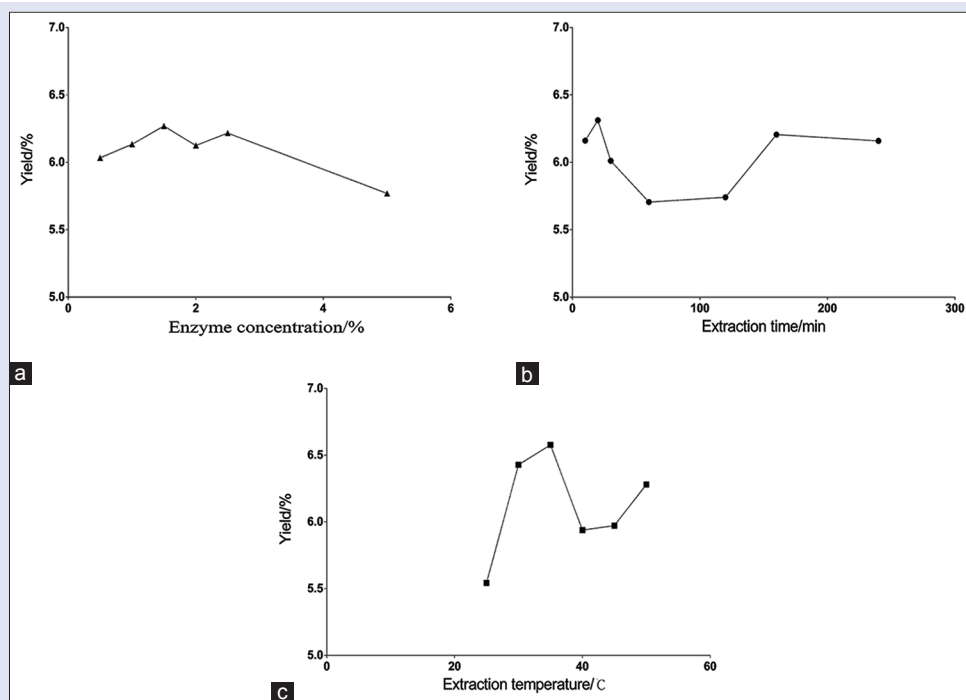 7.0
6.5
6.0
5.5
5.0
Yield/%
0 2 4 6
Enzyme concentration/%
a
7.0
6.5
6.0
5.5
5.0
Yield/%
0 100 200 300
Extraction time/min
b
7.0
6.5
6.0
5.5
5.0
Yield/%
0 20 40 60
Extraction temperature/℃
c